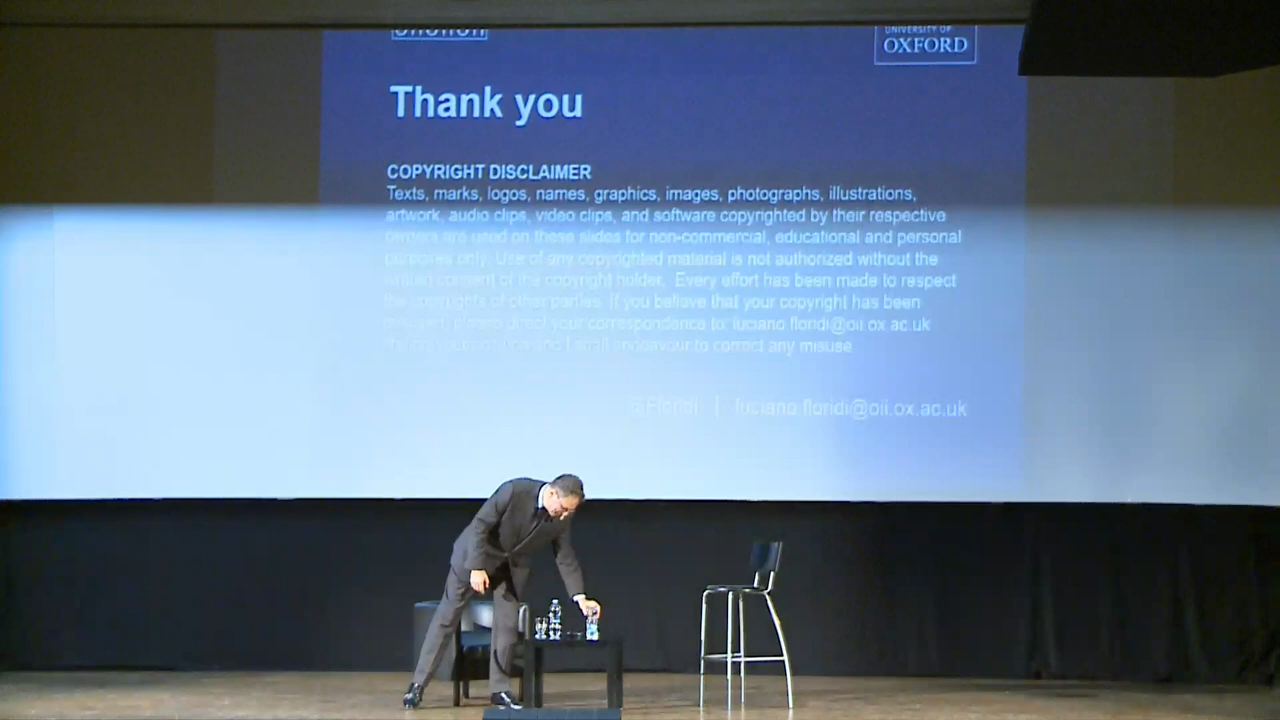 UNIVERSITY OF
OXFORD
Thank you
COPYRIGHT DISCLAIMER
Texts, marks, logos, names, graphics, images, photographs, illustrations,
artwork, audio clips, video clips, and software copyrighted by their respective
owners are used on these slides for non-commercial, educational and personal
purposes only. Use of any copyrighted material is not authorized without the
written consent of the copyright holder. Every effort has been made to respect
the copyrights of other parties. If you believe that your copyright has been
please direct your correspondence to: luciano.floridi@oii.ox.ac.uk
and I shall endeavour to correct any misuse.
@Floridi | luciano.floridi@oii.ox.ac.uk